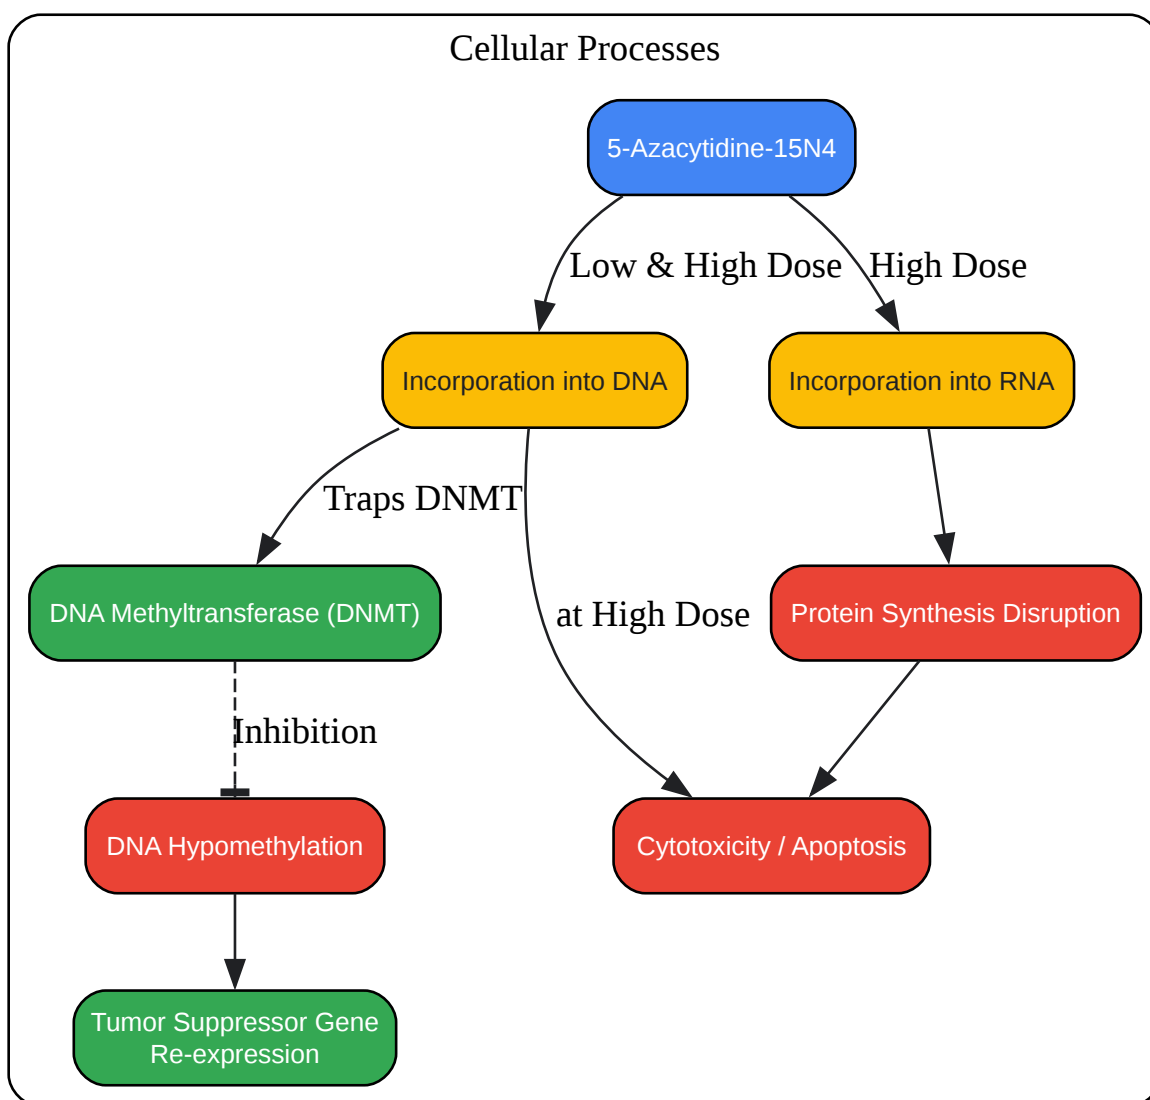 Cellular Processes
5-Azacytidine-15N4
Low & High Dose
High Dose
Incorporation into DNA
Incorporation into RNA
Traps DNMT
DNA Methyltransferase (DNMT)
at High Dose
Protein Synthesis Disruption
Inhibition
DNA Hypomethylation
Cytotoxicity / Apoptosis
Tumor Suppressor Gene
Re-expression